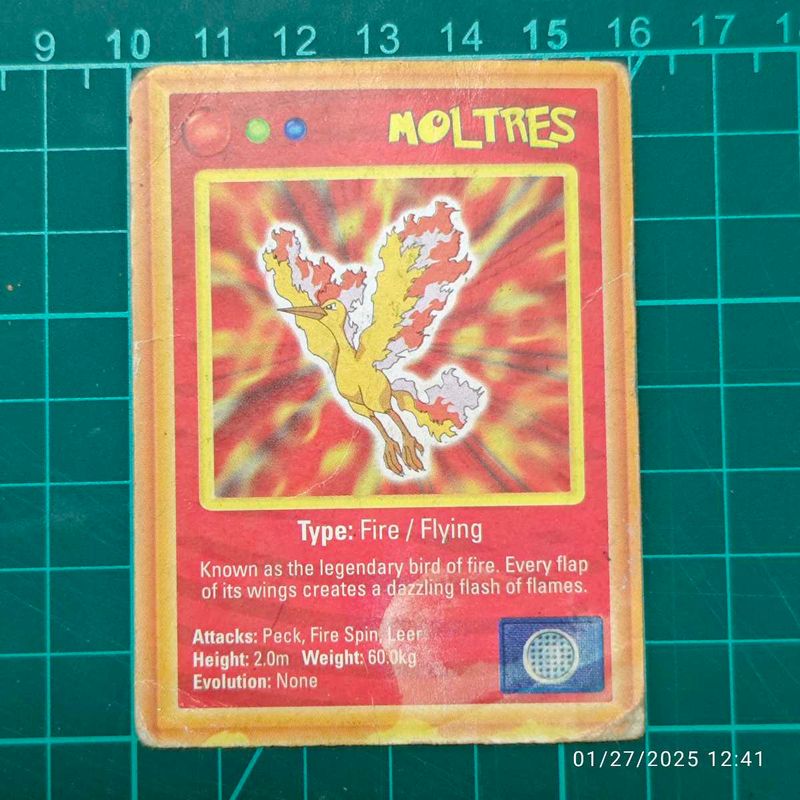 9 10 11 12 13 14 15 16 17
MOLTRES
Type: Fire / Flying
Known as the legendary bird of fire. Every flap
of its wings creates a dazzling flash of flames.
Attacks: Peck, Fire Spin, Leer
Height: 2.0m Weight: 60.0kg
Evolution: None
01/27/2025 12:41